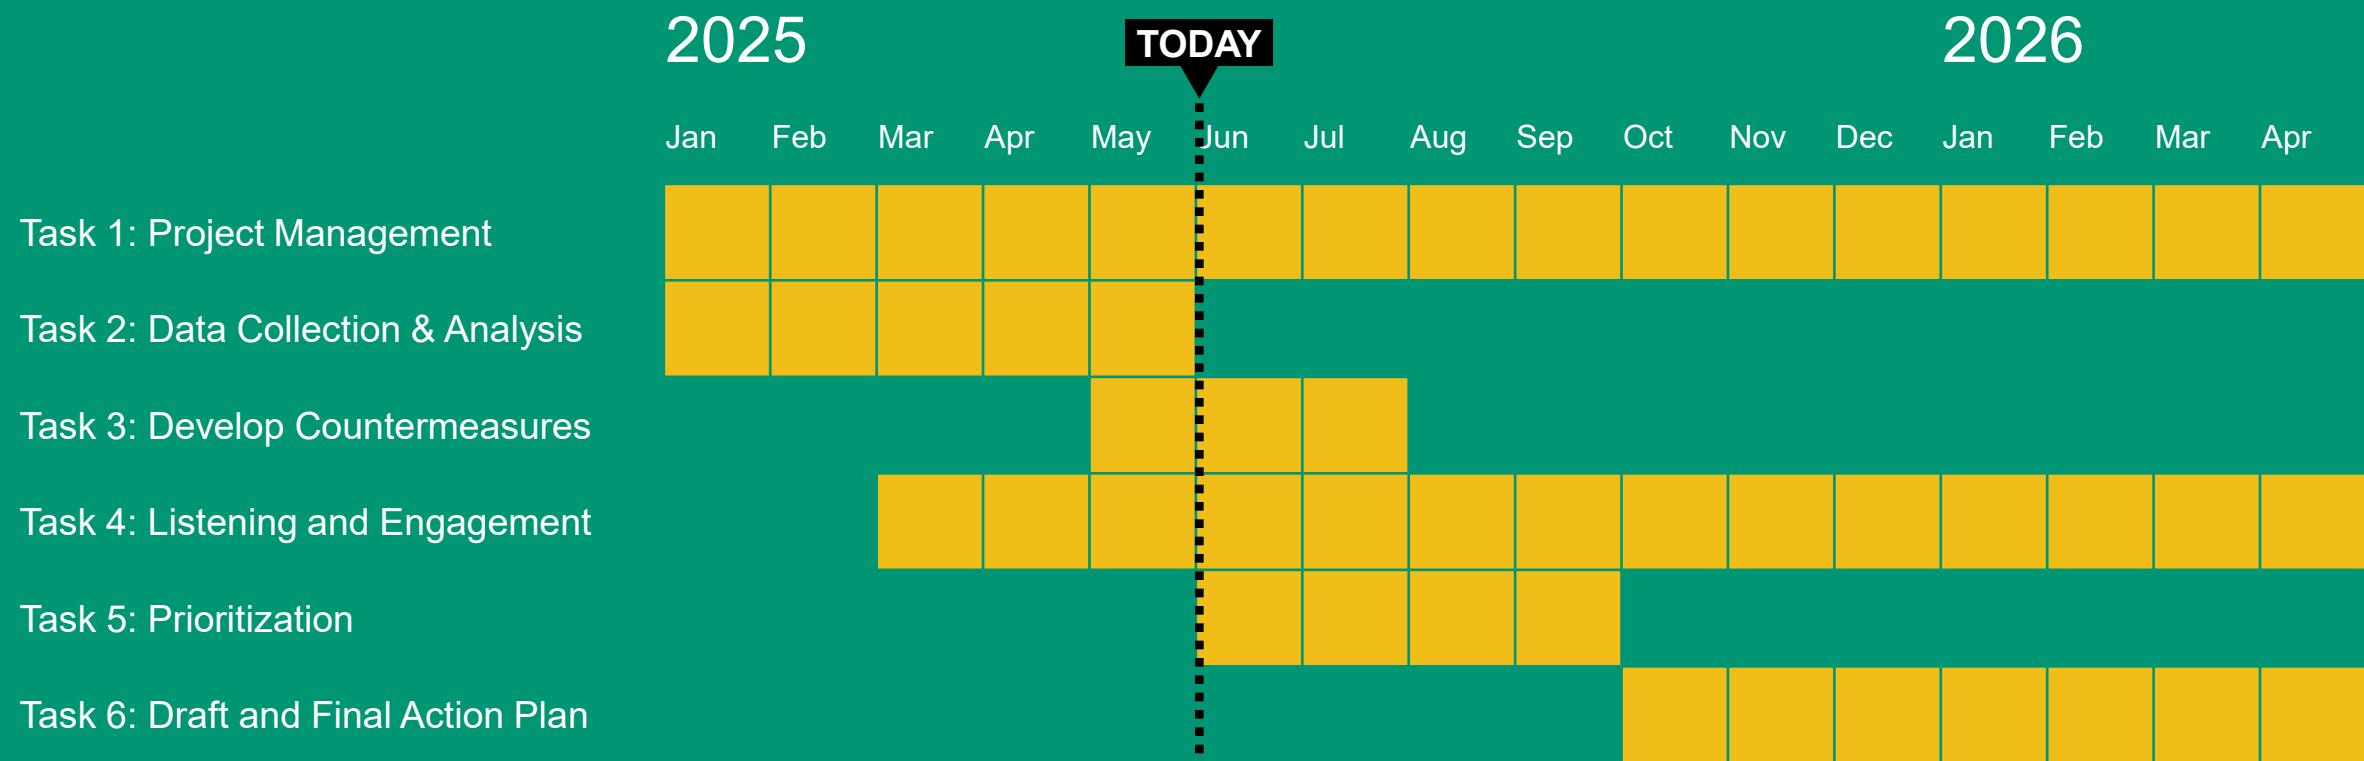 2025 TODAY 2026
Jan Feb Mar Apr May Jun Jul Aug Sep Oct Nov Dec Jan Feb Mar Apr
Task 1: Project Management
Task 2: Data Collection & Analysis
Task 3: Develop Countermeasures
Task 4: Listening and Engagement
Task 5: Prioritization
Task 6: Draft and Final Action Plan